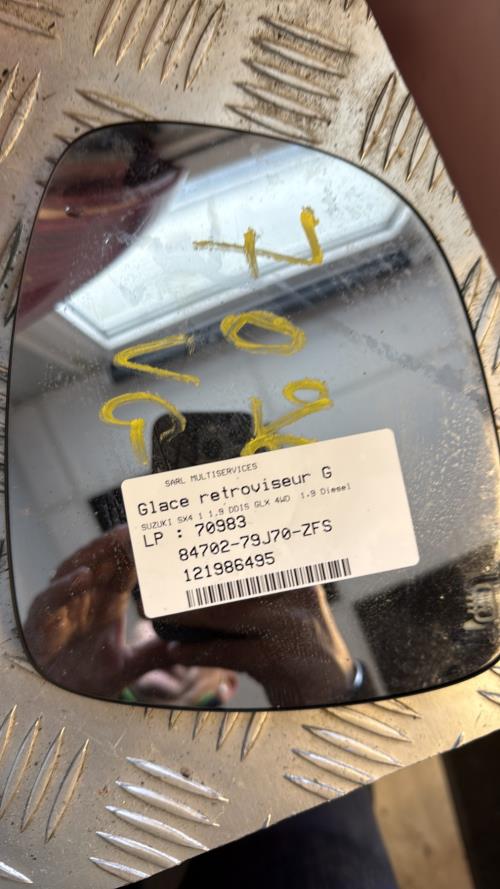 SARL MULTISERVICES
Glace retroviseur G
SUZUKI SX4 1 1.9 DDIS GLX 4WD 1.9 Diesel
LP : 70983
84702-79J70-ZFS
121986495